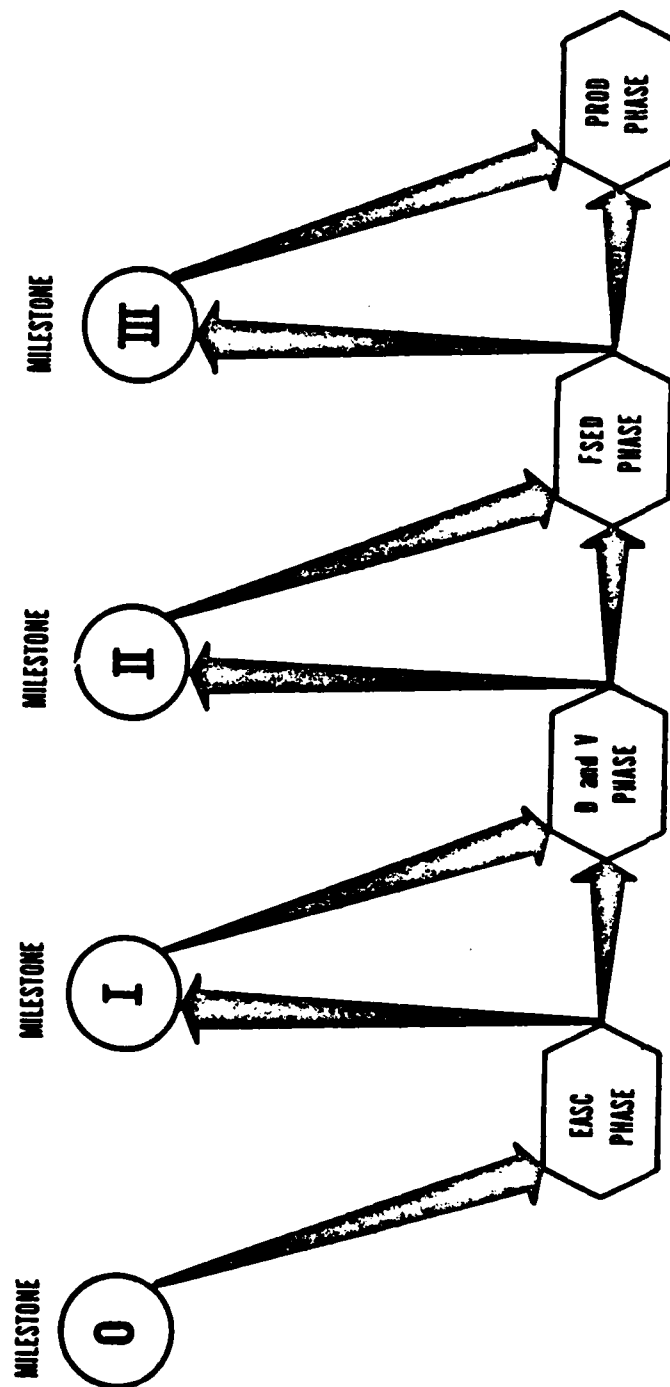 MILESTONE
0
MILESTONE
I
MILESTONE
II
MILESTONE
III
EASC
PHASE
D and V
PHASE
FSED
PHASE
PROD
PHASE